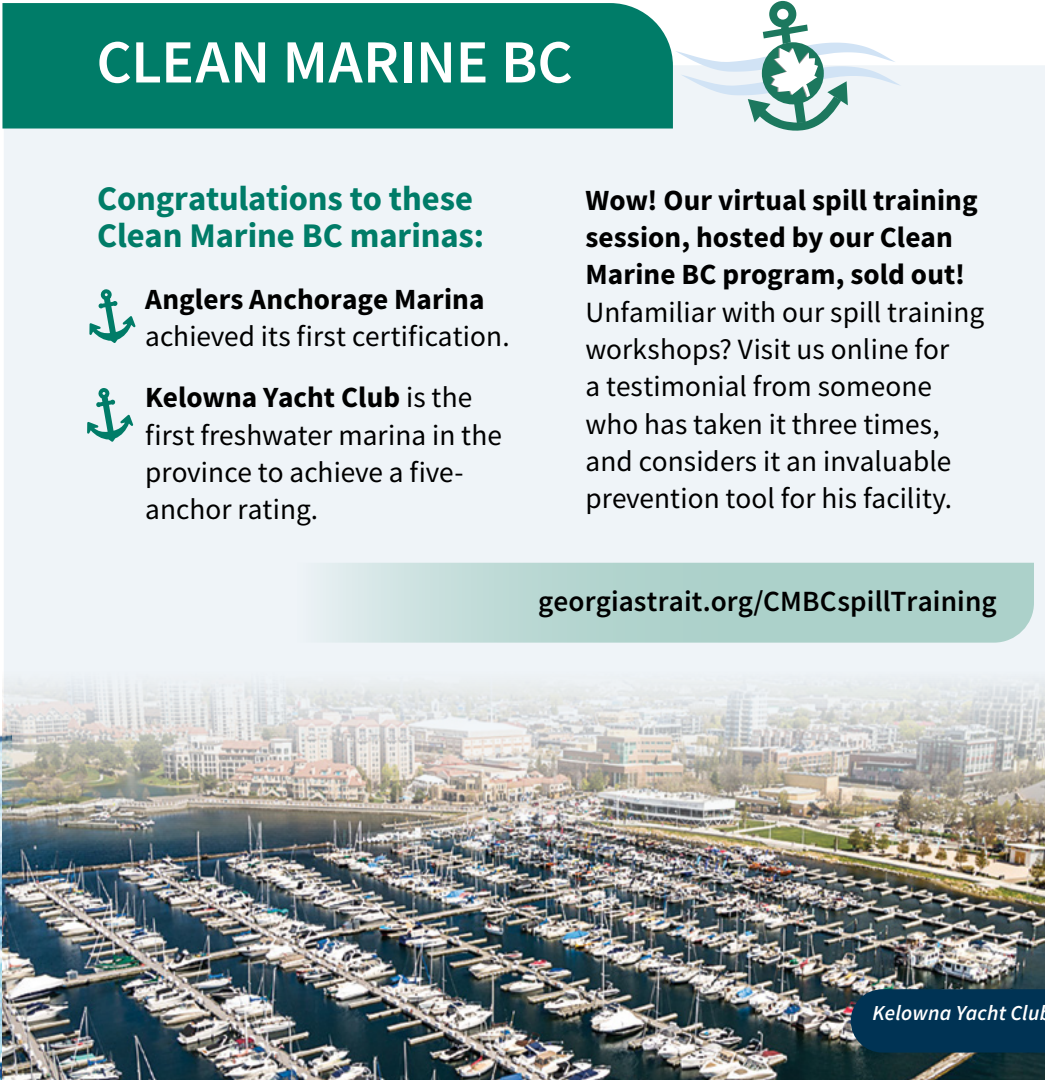 CLEAN MARINE BC
Congratulations to these
Clean Marine BC marinas:
Anglers Anchorage Marina
achieved its first certification.
Kelowna Yacht Club is the
first freshwater marina in the
province to achieve a five-
anchor rating.
Wow! Our virtual spill training
session, hosted by our Clean
Marine BC program, sold out!
Unfamiliar with our spill training
workshops? Visit us online for
a testimonial from someone
who has taken it three times,
and considers it an invaluable
prevention tool for his facility.
georgiastrait.org/CMBCspillTraining
Kelowna Yacht Club